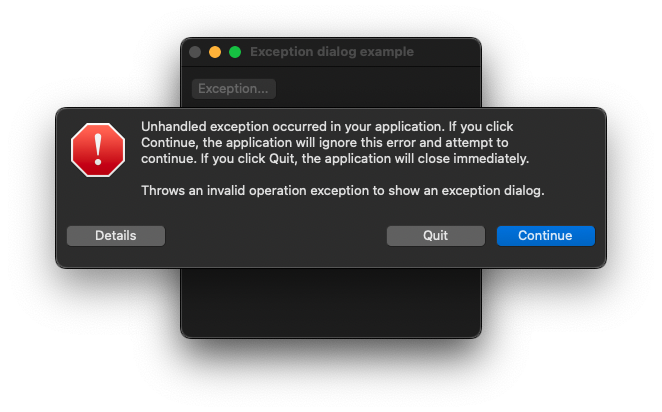 Exception dialog example
Exception...
Unhandled exception occurred in your application. If you click
Continue, the application will ignore this error and attempt to
continue. If you click Quit, the application will close immediately.
Throws an invalid operation exception to show an exception dialog.
Details
Quit
Continue